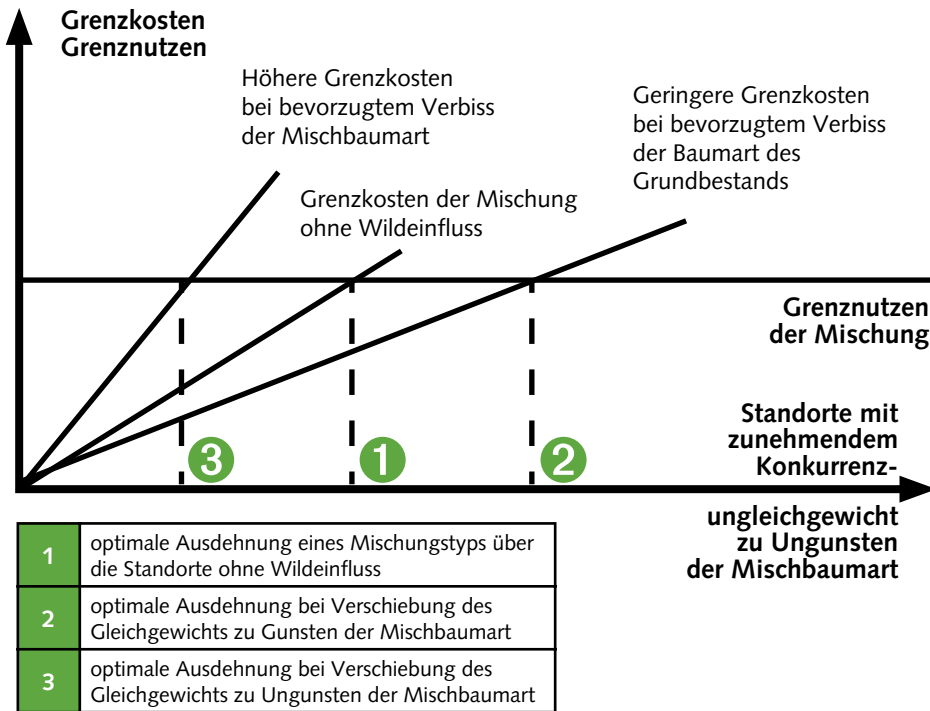 Grenzkosten
Grenznutzen
Höhere Grenzkosten
bei bevorzugtem Verbiss
der Mischbaumart
Geringere Grenzkosten
bei bevorzugtem Verbiss
der Baumart des
Grundbestands
Grenzkosten der Mischung
ohne Wildeinfluss
Grenznutzen
der Mischung
Standorte mit
zunehmendem
Konkurrenz-
ungleichgewicht
zu Ungunsten
der Mischbaumart
3
1
2
1
optimale Ausdehnung eines Mischungstyps über
die Standorte ohne Wildeinfluss
2
optimale Ausdehnung bei Verschiebung des
Gleichgewichts zu Gunsten der Mischbaumart
3
optimale Ausdehnung bei Verschiebung des
Gleichgewichts zu Ungunsten der Mischbaumart